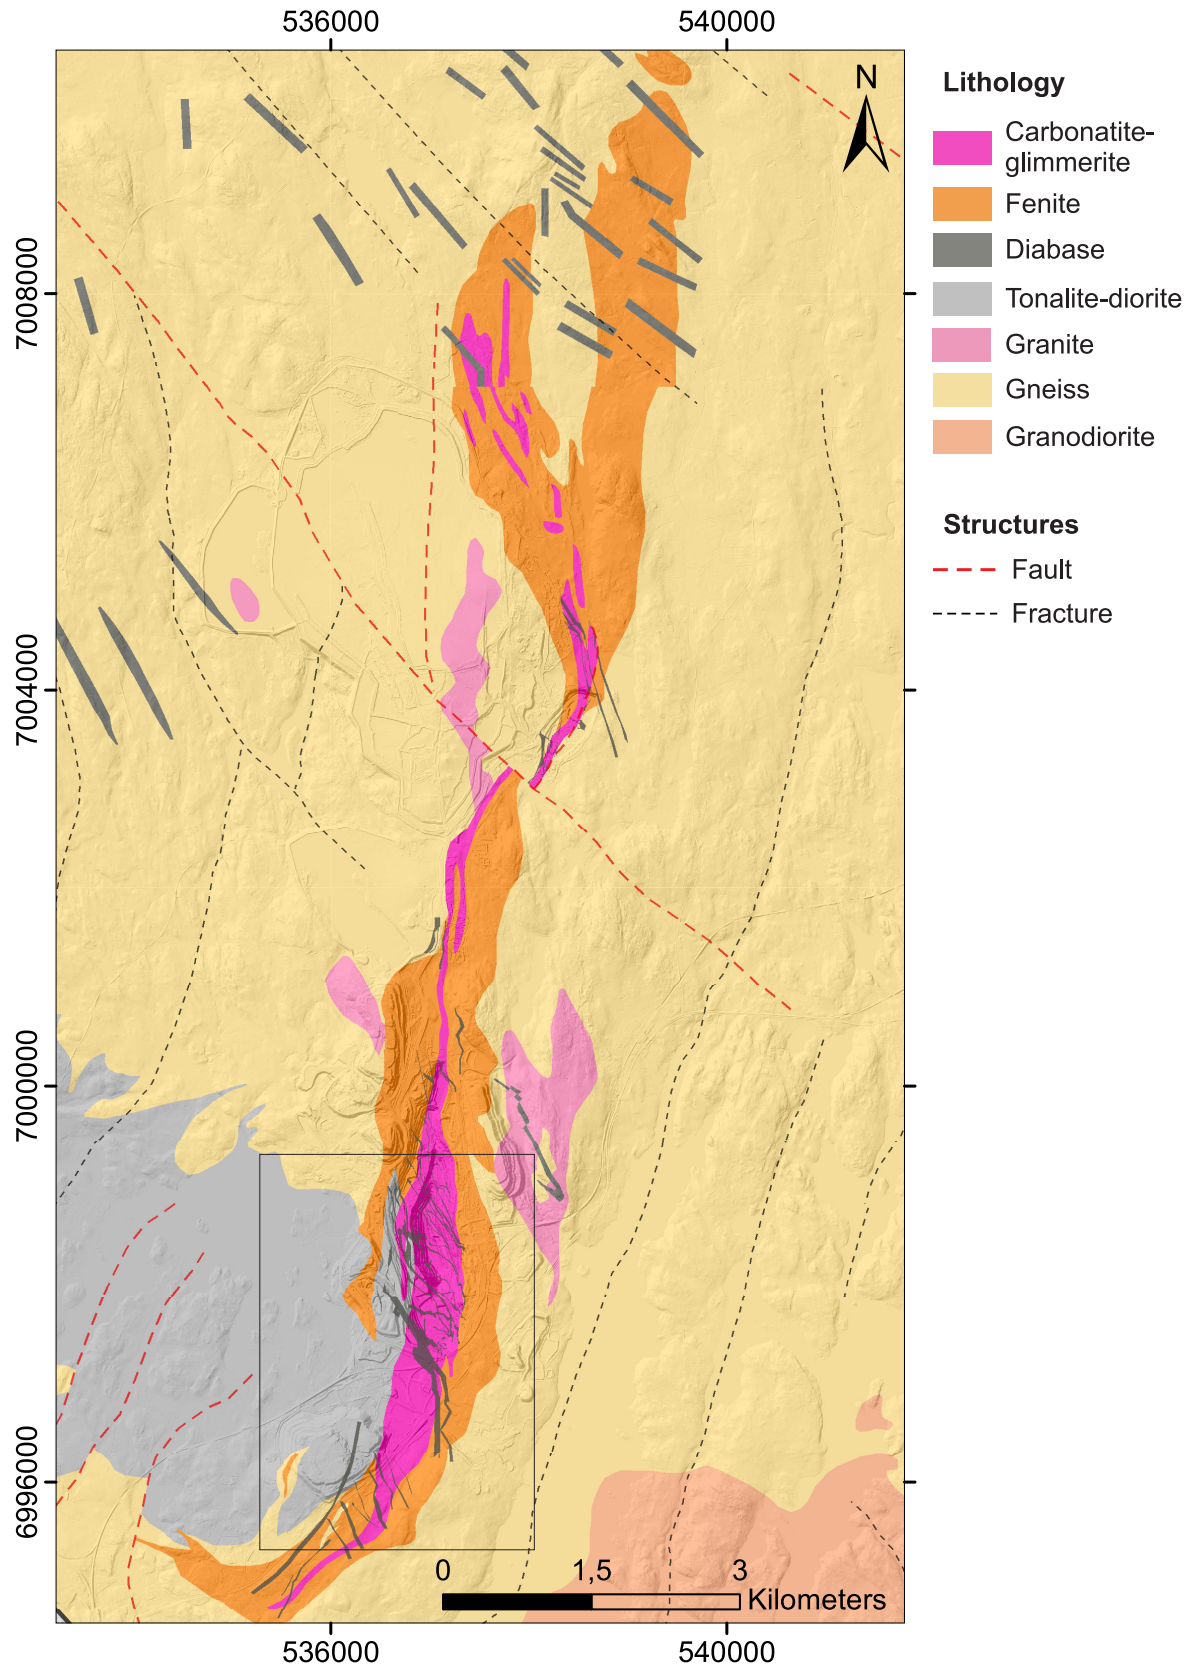 536000
540000
N
Lithology
Carbonatite-
glimmerite
Fenite
Diabase
Tonalite-diorite
Granite
Gneiss
Granodiorite
Structures
Fault
Fracture
7008000
7004000
7000000
6996000
0
1,5
3
Kilometers
536000
540000